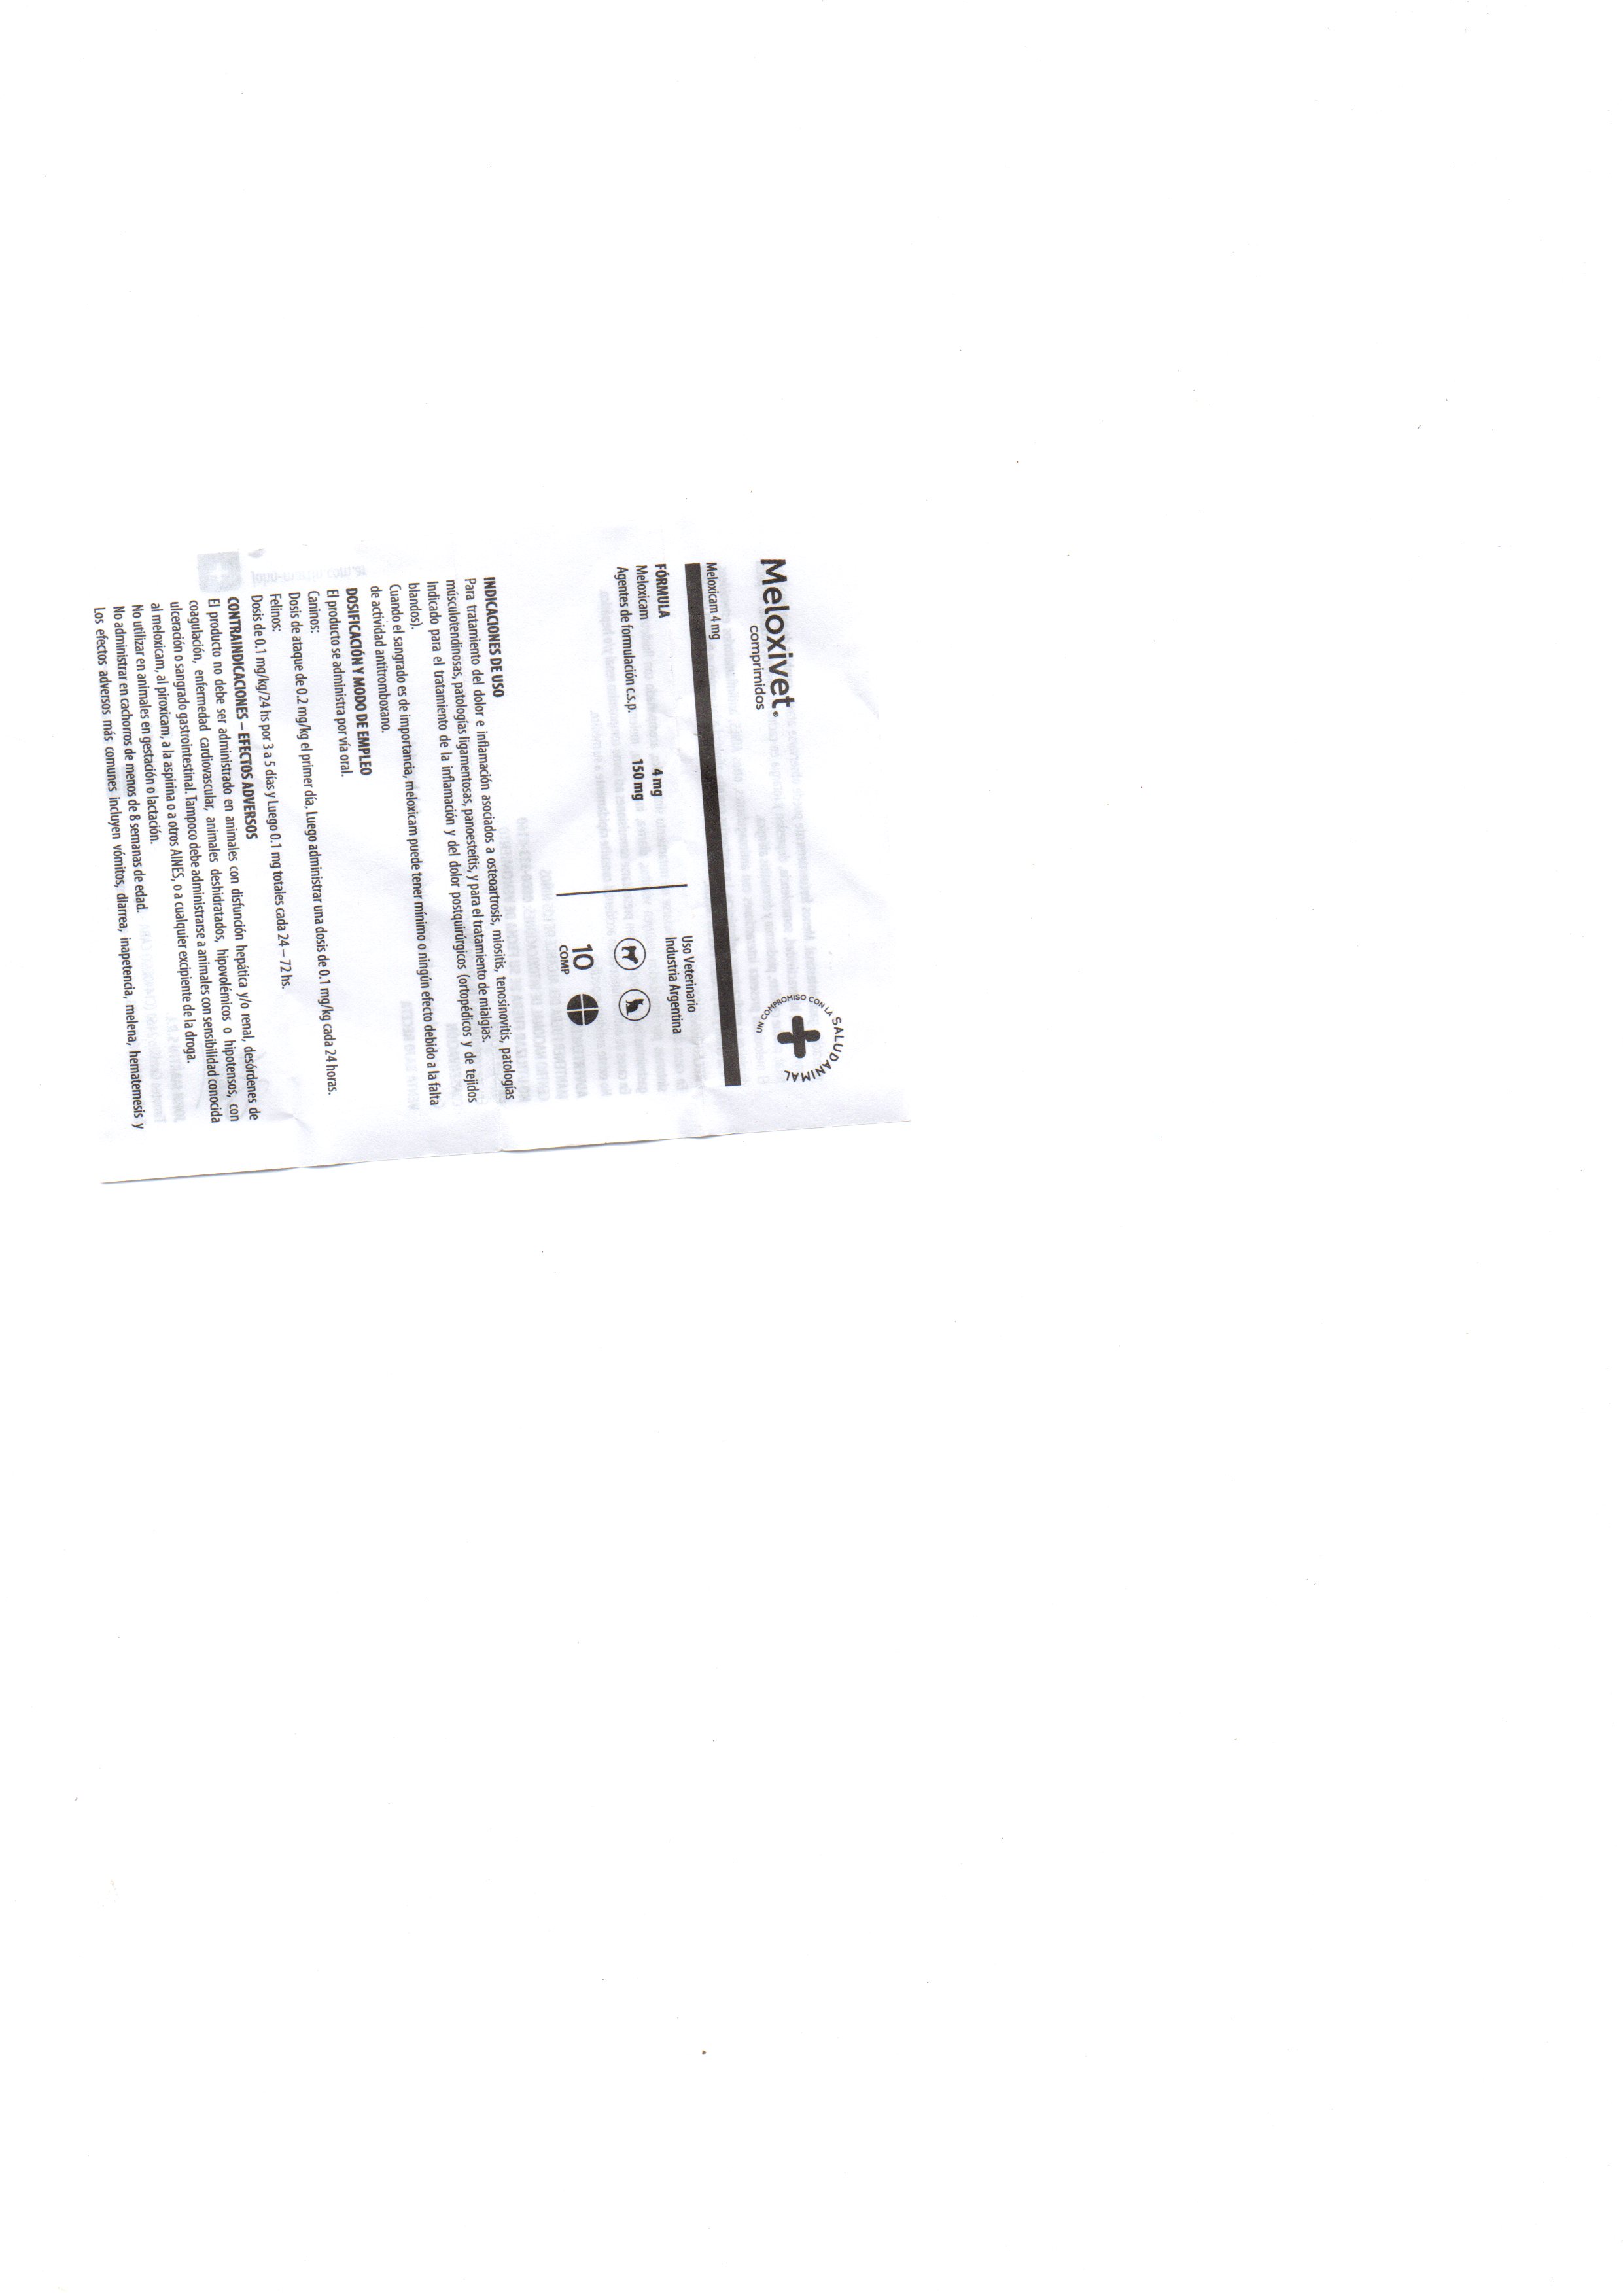 Meloxivet.
comprimidos
UN COMPROMISO CON LA SALUD ANIMAL
Meloxicam 4 mg
Uso Veterinario
Industria Argentina
FÓRMULA
Meloxicam 4 mg
Agentes de formulación c.s.p. 150 mg
10
COMP
INDICACIONES DE USO
Para tratamiento del dolor e inflamación asociados a osteoartrosis, miositis, tenosinovitis, patologías
músculotendinosas, patologías ligamentosas, panoesteítis, y para el tratamiento de mialgias.
Indicado para el tratamiento de la inflamación y del dolor postquirúrgicos (ortopédicos y de tejidos
blandos).
Cuando el sangrado es de importancia, meloxicam puede tener mínimo o ningún efecto debido a la falta
de actividad antitromboxano.
DOSIFICACIÓN Y MODO DE EMPLEO
El producto se administra por vía oral.
Caninos:
Dosis de ataque de 0.2 mg/kg el primer día, Luego administrar una dosis de 0.1 mg/kg cada 24 horas.
Felinos:
Dosis de 0.1 mg/kg/24 hs por 3 a 5 días y Luego 0.1 mg totales cada 24 – 72 hs.
CONTRAINDICACIONES – EFECTOS ADVERSOS
El producto no debe ser administrado en animales con disfunción hepática y/o renal, desórdenes de
coagulación, enfermedad cardiovascular, animales deshidratados, hipovolémicos o hipotensos, con
ulceración o sangrado gastrointestinal. Tampoco debe administrarse a animales con sensibilidad conocida
al meloxicam, al piroxicam, a la aspirina o a otros AINES, o a cualquier excipiente de la droga.
No utilizar en animales en gestación o lactación.
No administrar en cachorros de menos de 8 semanas de edad.
Los efectos adversos más comunes incluyen vómitos, diarrea, inapetencia, melena, hematemesis y